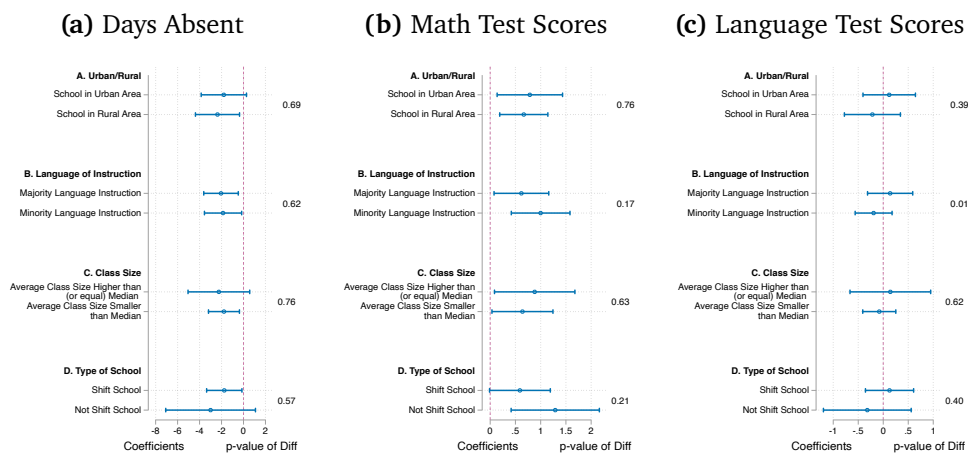 (a) Days Absent
A. Urban/Rural
School in Urban Area
School in Rural Area
0.69
B. Language of Instruction
Majority Language Instruction
Minority Language Instruction
0.62
C. Class Size
Average Class Size Higher than
(or equal) Median
Average Class Size Smaller
than Median
0.76
D. Type of School
Shift School
Not Shift School
0.57
-8 -6 -4 -2 0 2
Coefficients p-value of Diff
(b) Math Test Scores
A. Urban/Rural
School in Urban Area
School in Rural Area
0.76
B. Language of Instruction
Majority Language Instruction
Minority Language Instruction
0.17
C. Class Size
Average Class Size Higher than
(or equal) Median
Average Class Size Smaller
than Median
0.63
D. Type of School
Shift School
Not Shift School
0.21
0 .5 1 1.5 2
Coefficients p-value of Diff
(c) Language Test Scores
A. Urban/Rural
School in Urban Area
School in Rural Area
0.39
B. Language of Instruction
Majority Language Instruction
Minority Language Instruction
0.01
C. Class Size
Average Class Size Higher than
(or equal) Median
Average Class Size Smaller
than Median
0.62
D. Type of School
Shift School
Not Shift School
0.40
-1 -.5 0 .5 1
Coefficients p-value of Diff